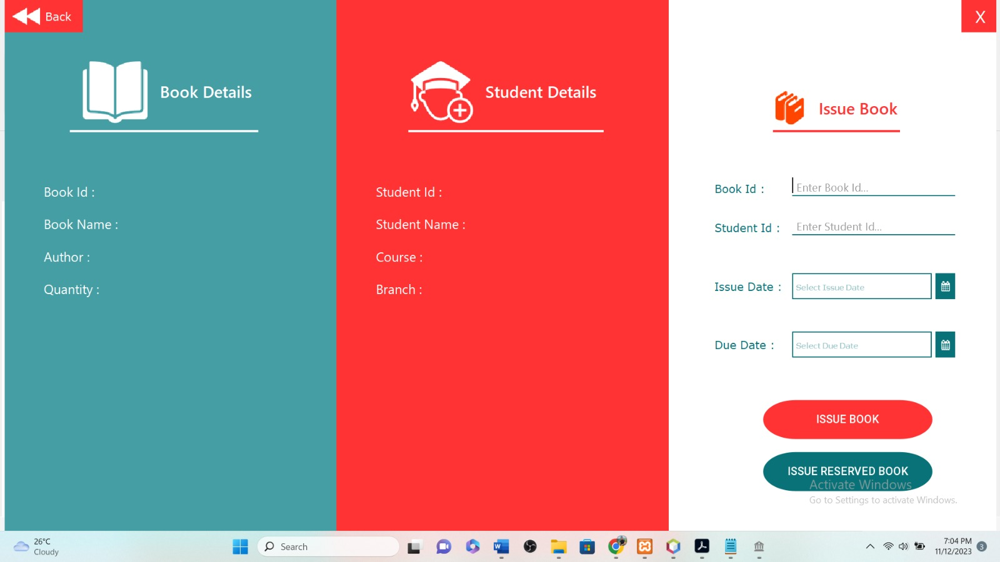 Back
X
Book Details
Book Id :
Book Name :
Author :
Quantity :
Student Details
Student Id :
Student Name :
Course :
Branch :
Issue Book
Book Id :
Enter Book Id...
Student Id :
Enter Student Id...
Issue Date :
Select Issue Date
Due Date :
Select Due Date
ISSUE BOOK
ISSUE RESERVED BOOK
Activate Windows
Go to Settings to activate Windows.
26°C
Cloudy
Search
W
7:04 PM
11/12/2023
3